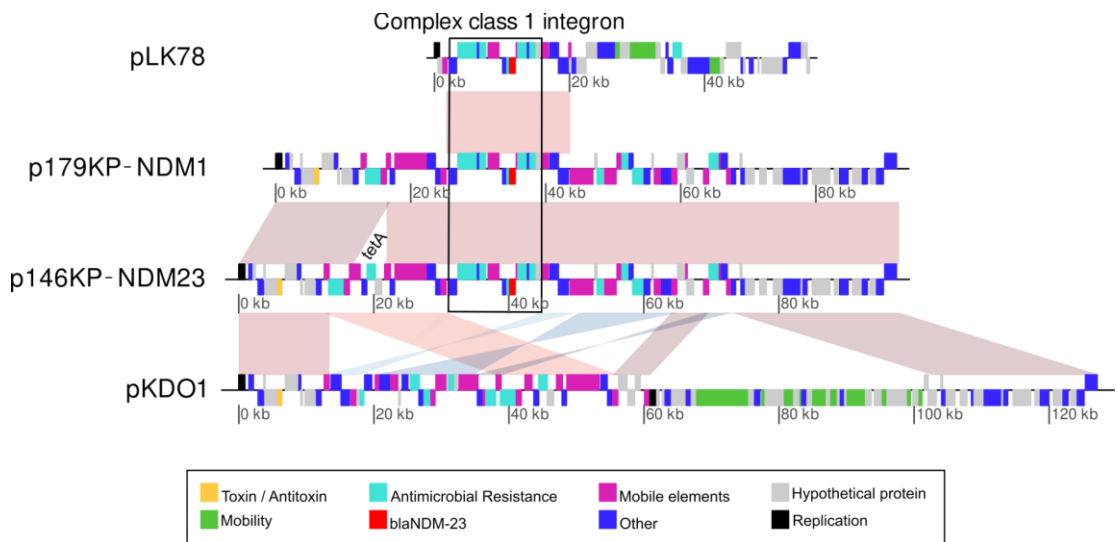 Complex class 1 integron
pLK78
0 kb 20 kb 40 kb
p179KP-NDM1
0 kb 20 kb 40 kb 60 kb 80 kb
tetA
p146KP-NDM23
0 kb 20 kb 40 kb 60 kb 80 kb
pKDO1
0 kb 20 kb 40 kb 60 kb 80 kb 100 kb 120 kb
Toxin / Antitoxin Antimicrobial Resistance Mobile elements Hypothetical protein
Mobility blaNDM-23 Other Replication